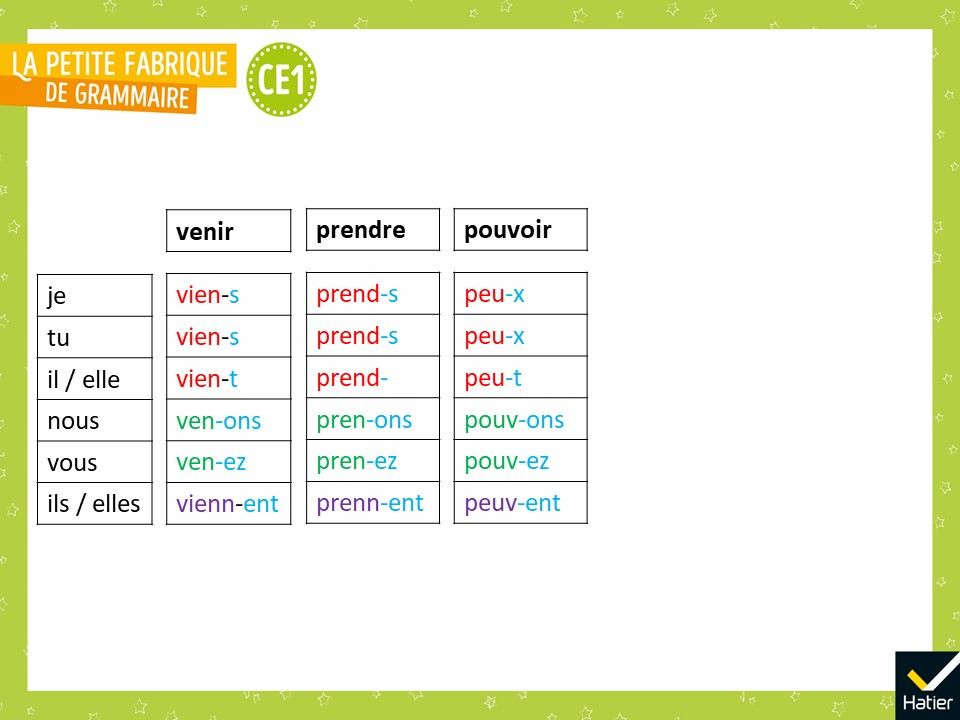 LA PETITE FABRIQUE
DE GRAMMAIRE
CE1
venir prendre pouvoir
je vien-s prend-s peu-x
tu vien-s prend-s peu-x
il / elle vien-t prend- peu-t
nous ven-ons pren-ons pouv-ons
vous ven-ez pren-ez pouv-ez
ils / elles vienn-ent prenn-ent peuv-ent
Hatier